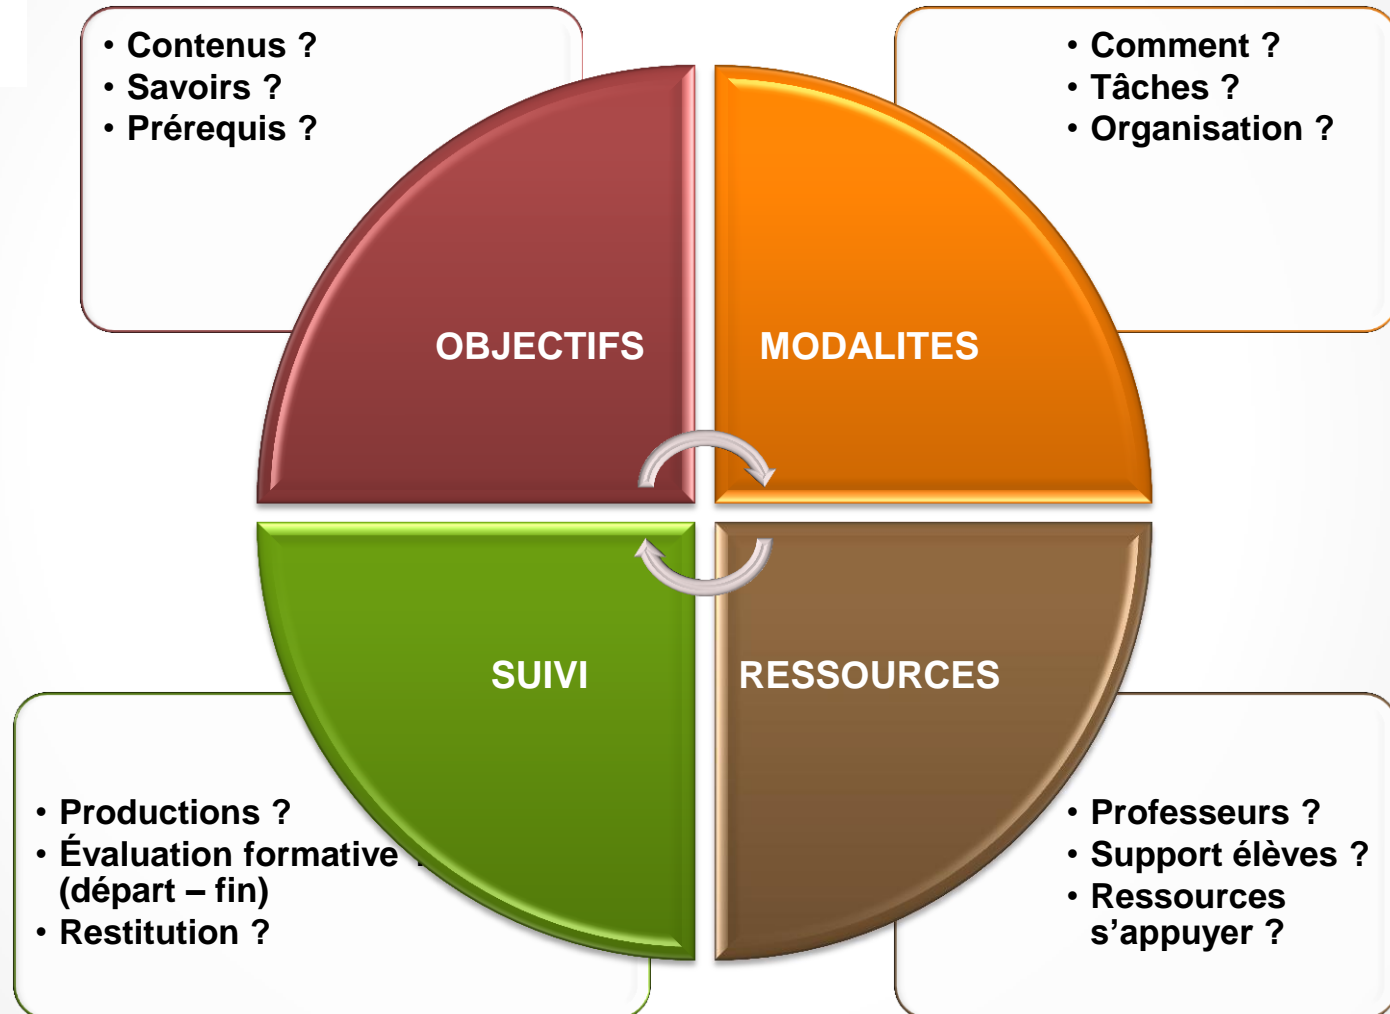 • Contenus ?
• Savoirs ?
• Prérequis ?
• Comment ?
• Tâches ?
• Organisation ?
OBJECTIFS
MODALITES
SUIVI
RESSOURCES
• Productions ?
• Évaluation formative
(départ – fin)
• Restitution ?
• Professeurs ?
• Support élèves ?
• Ressources
s’appuyer ?